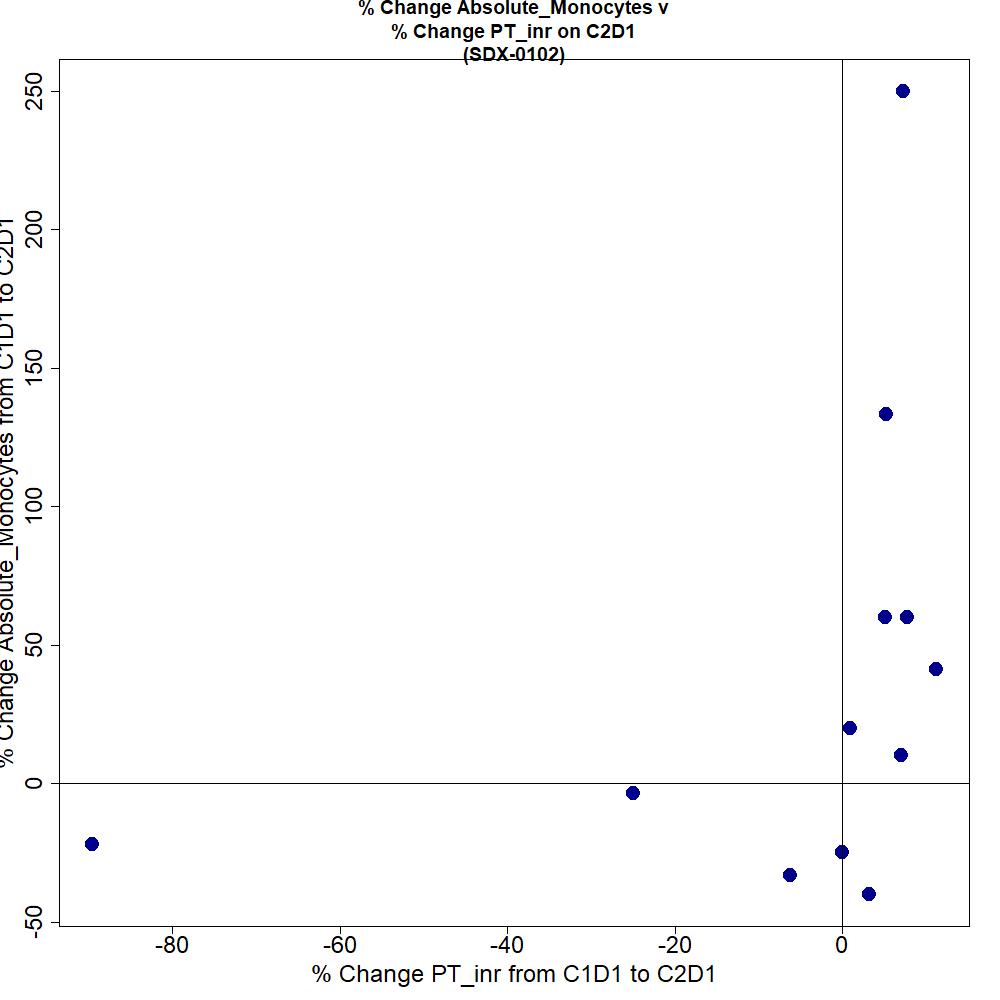 % Change Absolute_Monocytes v
% Change PT_inr on C2D1
(SDX-0102)
% Change Absolute_Monocytes from C1D1 to C2D1
250
200
150
100
50
0
-50
-80
-60
-40
-20
0
% Change PT_inr from C1D1 to C2D1